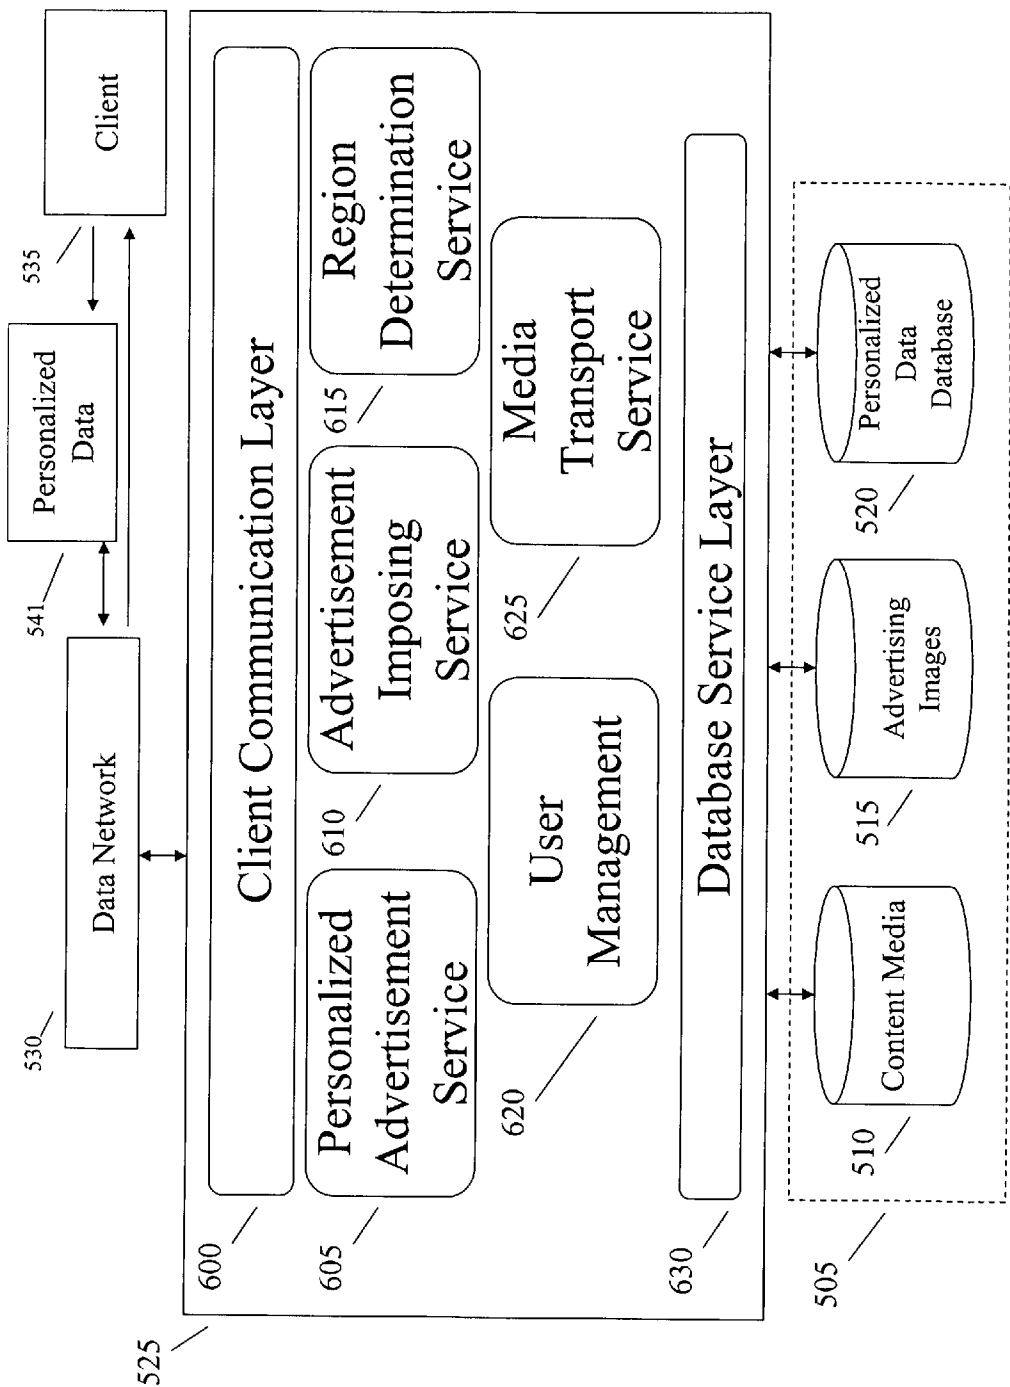 530
Data Network
541
Personalized
Data
535
Client
525
600
Client Communication Layer
605
Personalized
Advertisement
Service
610
Advertisement
Imposing
Service
615
Region
Determination
Service
620
User
Management
625
Media
Transport
Service
630
Database Service Layer
505
510
Content Media
515
Advertising
Images
520
Personalized
Data
Database